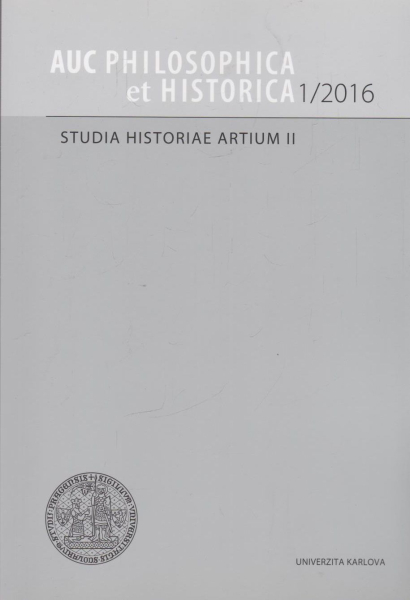 AUC PHILOSOPHICA
et HISTORICA 1/2016
STUDIA HISTORIAE ARTIUM II
UNIVERZITA KARLOVA